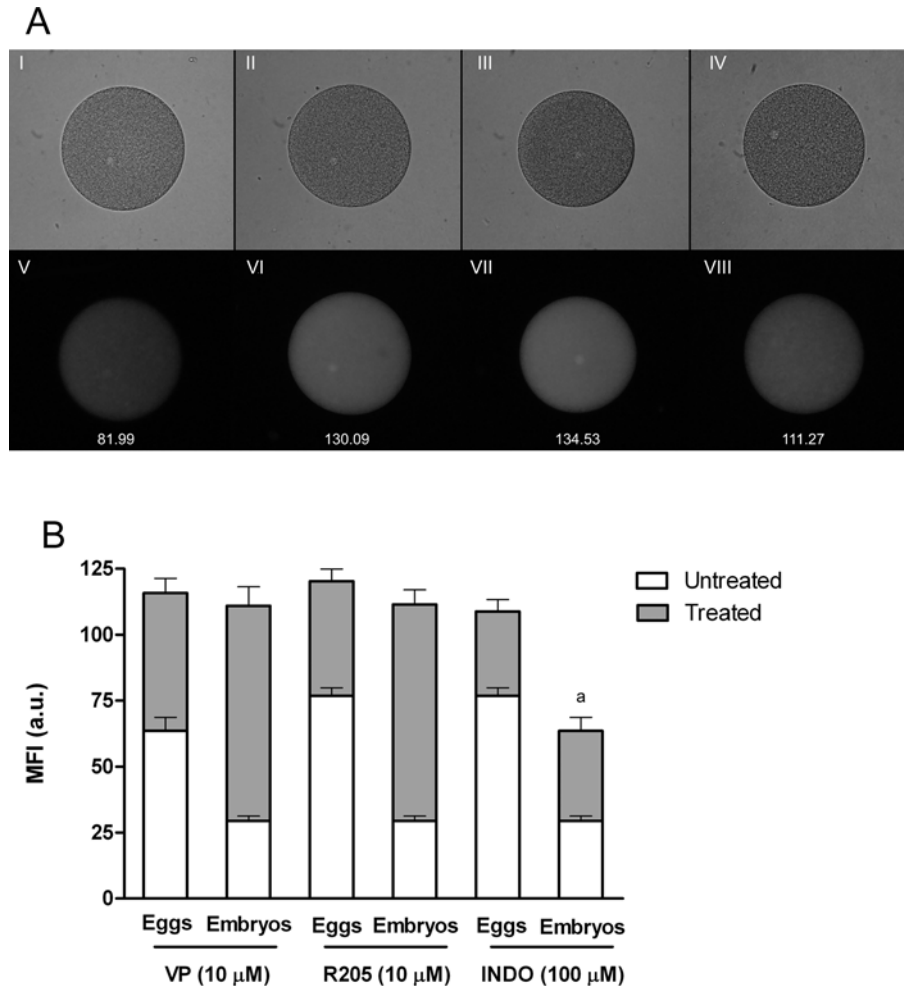 A
I II III IV
V VI VII VIII
81.99 130.09 134.53 111.27
B
125
100
75
50
25
0
MFI (a.u.)
Untreated
Treated
a
Eggs Embryos Eggs Embryos Eggs Embryos
VP (10 µM) R205 (10 µM) INDO (100 µM)